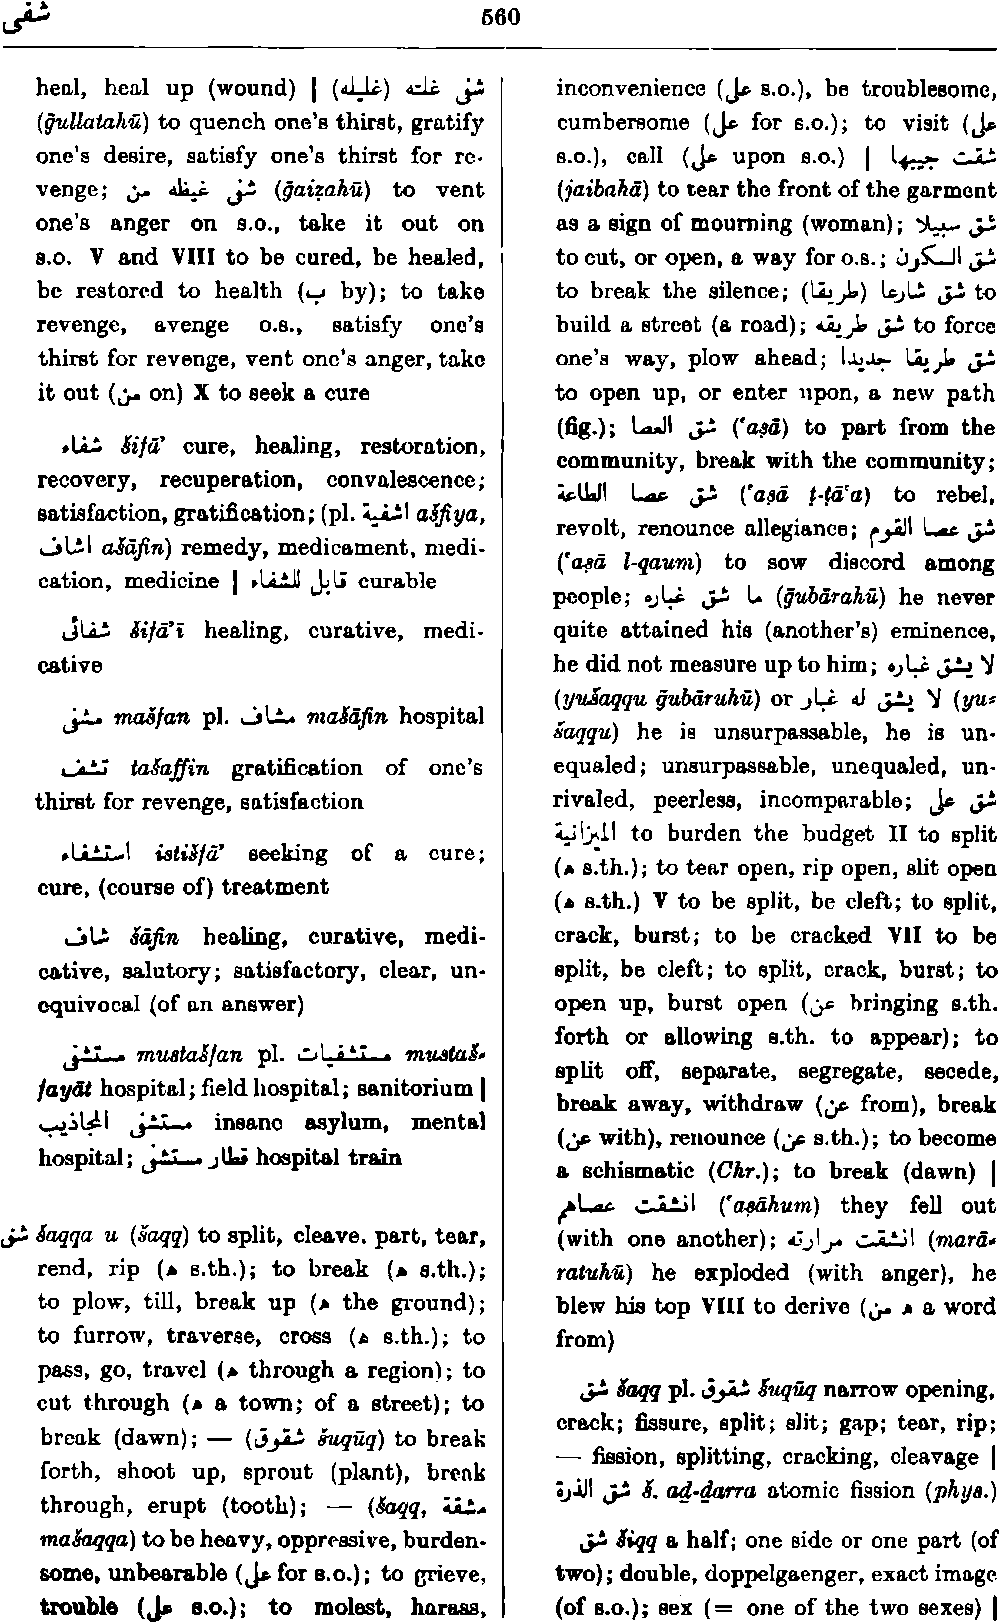 شفى
560
heal, heal up (wound) | (غليله) شفى غلته
(ḡullatahū) to quench one's thirst, gratify
one's desire, satisfy one's thirst for re-
venge; شفى غيظه من (ḡaiẓahū) to vent
one's anger on s.o., take it out on
s.o. V and VIII to be cured, be healed,
be restored to health (ب by); to take
revenge, avenge o.s., satisfy one's
thirst for revenge, vent one's anger, take
it out (من on) X to seek a cure
شفاء šifā' cure, healing, restoration,
recovery, recuperation, convalescence;
satisfaction, gratification; (pl. اشفية ašfiya,
اشاف ašāfin) remedy, medicament, medi-
cation, medicine | قابل للشفاء curable
شفائى šifā'ī healing, curative, medi-
cative
مشفى mašfan pl. مشاف mašāfin hospital
تشف tašaffin gratification of one's
thirst for revenge, satisfaction
استشفاء istišfā' seeking of a cure;
cure, (course of) treatment
شاف šāfin healing, curative, medi-
cative, salutory; satisfactory, clear, un-
equivocal (of an answer)
مستشفى mustašfan pl. مستشفيات mustaš-
fayāt hospital; field hospital; sanitorium |
مستشفى المجاذيب insane asylum, mental
hospital; قطار مستشفى hospital train
شق šaqqa u (šaqq) to split, cleave, part, tear,
rend, rip (ه s.th.); to break (ه s.th.);
to plow, till, break up (ه the ground);
to furrow, traverse, cross (ه s.th.); to
pass, go, travel (ه through a region); to
cut through (ه a town; of a street); to
break (dawn); — (شقوق šuqūq) to break
forth, shoot up, sprout (plant), break
through, erupt (tooth); — (šaqq, مشقة
mašaqqa) to be heavy, oppressive, burden-
some, unbearable (على for s.o.); to grieve,
trouble (على s.o.); to molest, harass,
inconvenience (على s.o.), be troublesome,
cumbersome (على for s.o.); to visit (على
s.o.), call (على upon s.o.) | شقت جيبها
(jaibahā) to tear the front of the garment
as a sign of mourning (woman); شق سبيلا
to cut, or open, a way for o.s.; شق السكون
to break the silence; (طريقا) شق شارعا to
build a street (a road); شق طريقه to force
one's way, plow ahead; شق طريقا جديدا
to open up, or enter upon, a new path
(fig.); شق العصا ('aṣā) to part from the
community, break with the community;
شق عصا الطاعة ('aṣā ṭ-ṭā'a) to rebel,
revolt, renounce allegiance; شق عصا القوم
('aṣā l-qaum) to sow discord among
people; ما شق غباره (ḡubārahū) he never
quite attained his (another's) eminence,
he did not measure up to him; لا يشق غباره
(yušaqqu ḡubāruhū) or لا يشق له غبار (yu-
šaqqu) he is unsurpassable, he is un-
equaled; unsurpassable, unequaled, un-
rivaled, peerless, incomparable; شق على
الميزانية to burden the budget II to split
(ه s.th.); to tear open, rip open, slit open
(ه s.th.) V to be split, be cleft; to split,
crack, burst; to be cracked VII to be
split, be cleft; to split, crack, burst; to
open up, burst open (عن bringing s.th.
forth or allowing s.th. to appear); to
split off, separate, segregate, secede,
break away, withdraw (عن from), break
(عن with), renounce (عن s.th.); to become
a schismatic (Chr.); to break (dawn) |
انشقت عصاهم ('aṣāhum) they fell out
(with one another); انشقت مرارته (marā-
ratuhū) he exploded (with anger), he
blew his top VIII to derive (ه من a word
from)
شق šaqq pl. شقوق šuqūq narrow opening,
crack; fissure, split; slit; gap; tear, rip;
— fission, splitting, cracking, cleavage |
شق الذرة š. aḏ-ḏarra atomic fission (phys.)
شق šiqq a half; one side or one part (of
two); double, doppelgaenger, exact image
(of s.o.); sex (= one of the two sexes) |